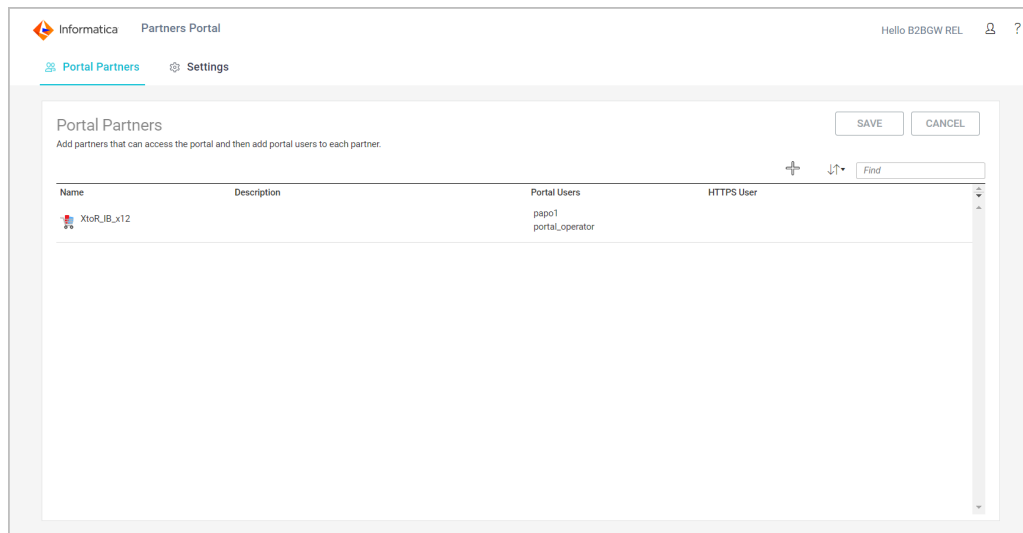 Informatica Partners Portal Hello B2BGW REL ?
Portal Partners Settings
Portal Partners SAVE CANCEL
Add partners that can access the portal and then add portal users to each partner.
Find
Name Description Portal Users HTTPS User
XtoR_IB_x12 papo1
portal_operator